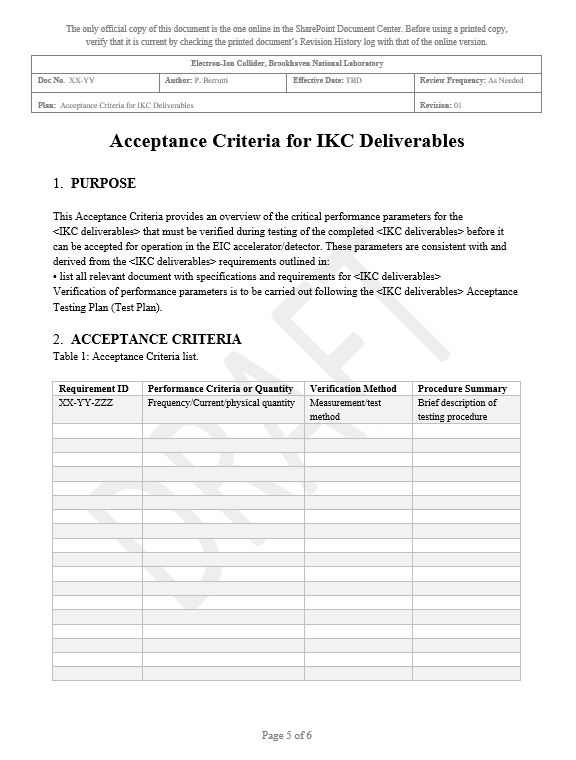 The only official copy of this document is the one online in the SharePoint Document Center. Before using a printed copy,
verify that it is current by checking the printed document's Revision History log with that of the online version.
Electron-Ion Collider, Brookhaven National Laboratory
Doc No. XX-YY Author: P. Berrutti Effective Date: TBD Review Frequency: As Needed
Plan: Acceptance Criteria for IKC Deliverables Revision: 01
Acceptance Criteria for IKC Deliverables
1. PURPOSE
This Acceptance Criteria provides an overview of the critical performance parameters for the
<IKC deliverables> that must be verified during testing of the completed <IKC deliverables> before it
can be accepted for operation in the EIC accelerator/detector. These parameters are consistent with and
derived from the <IKC deliverables> requirements outlined in:
• list all relevant document with specifications and requirements for <IKC deliverables>
Verification of performance parameters is to be carried out following the <IKC deliverables> Acceptance
Testing Plan (Test Plan).
2. ACCEPTANCE CRITERIA
Table 1: Acceptance Criteria list.
Requirement ID Performance Criteria or Quantity Verification Method Procedure Summary
XX-YY-ZZZ Frequency/Current/physical quantity Measurement/test Brief description of
method testing procedure
DRAFT
Page 5 of 6